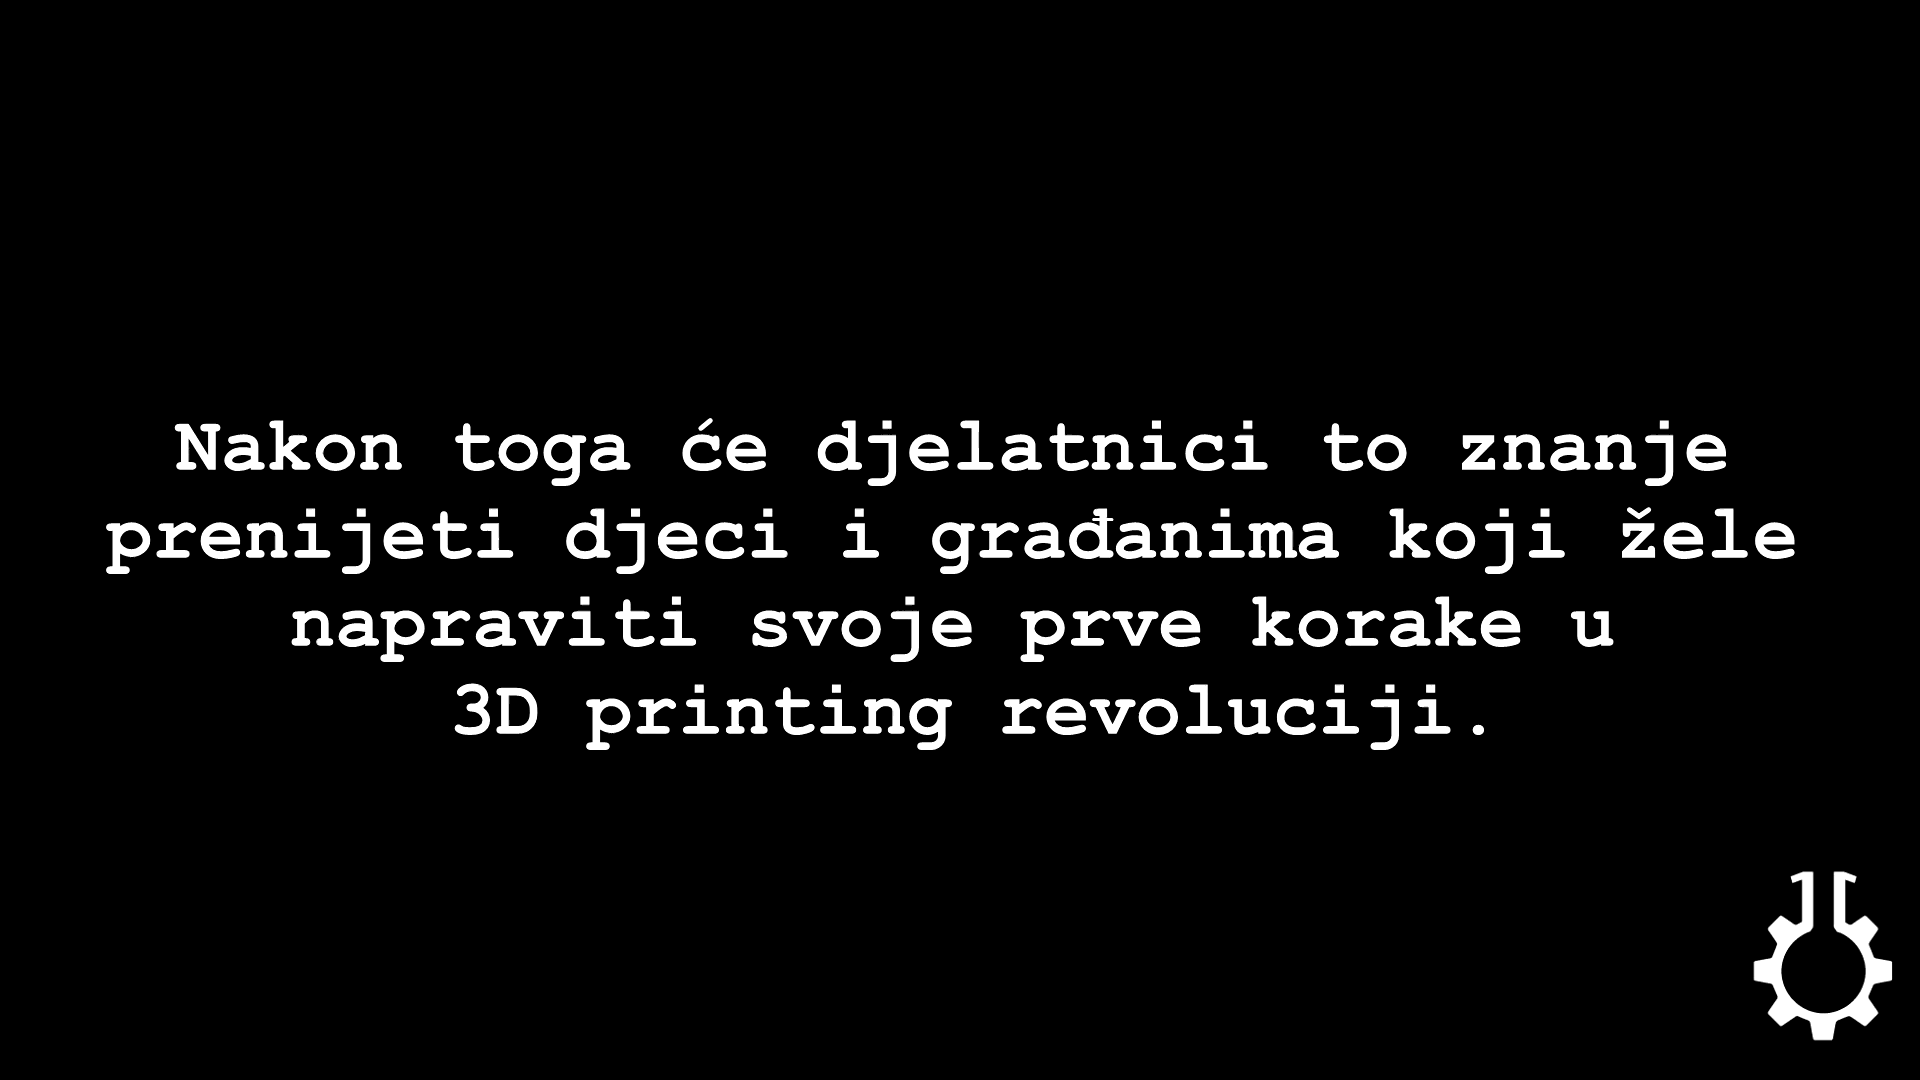 Nakon toga će djelatnici to znanje
prenijeti djeci i građanima koji žele
napraviti svoje prve korake u
3D printing revoluciji.